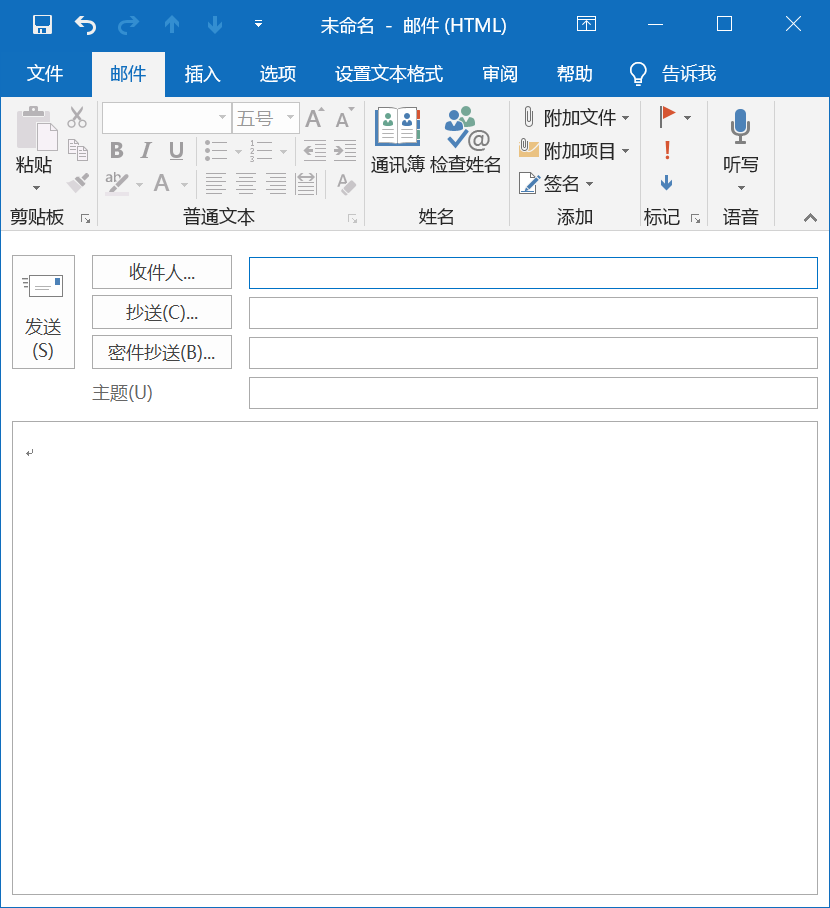 未命名 - 邮件 (HTML)
文件 邮件 插入 选项 设置文本格式 审阅 帮助 告诉我
五号 A A
附加文件
B I U
1 2 3
附加项目
粘贴
通讯簿 检查姓名
听写
ab A A
签名
剪贴板 普通文本 姓名 添加 标记 语音
收件人...
抄送(C)...
发送
(S)
密件抄送(B)...
主题(U)